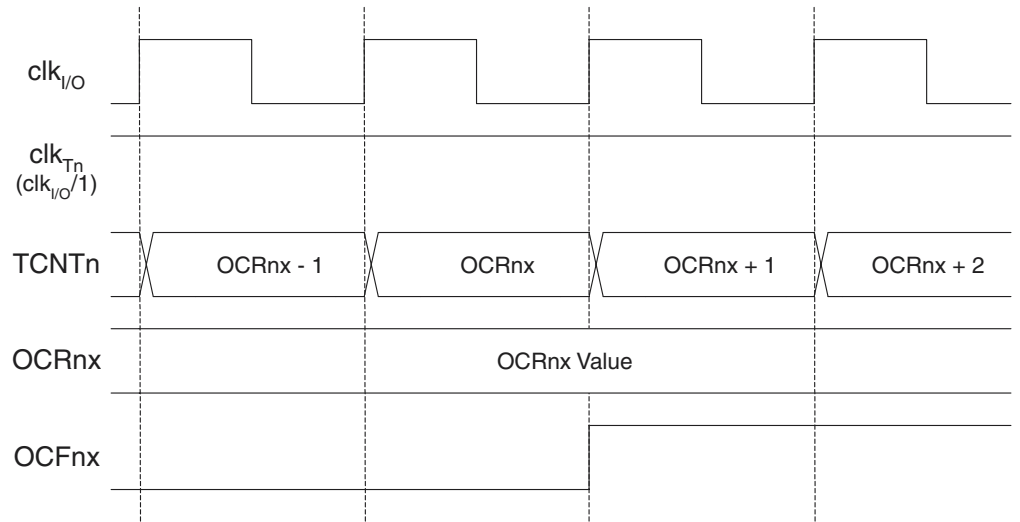 clkI/O
clkTn
(clkI/O/1)
TCNTn OCRnx - 1 OCRnx OCRnx + 1 OCRnx + 2
OCRnx OCRnx Value
OCFnx